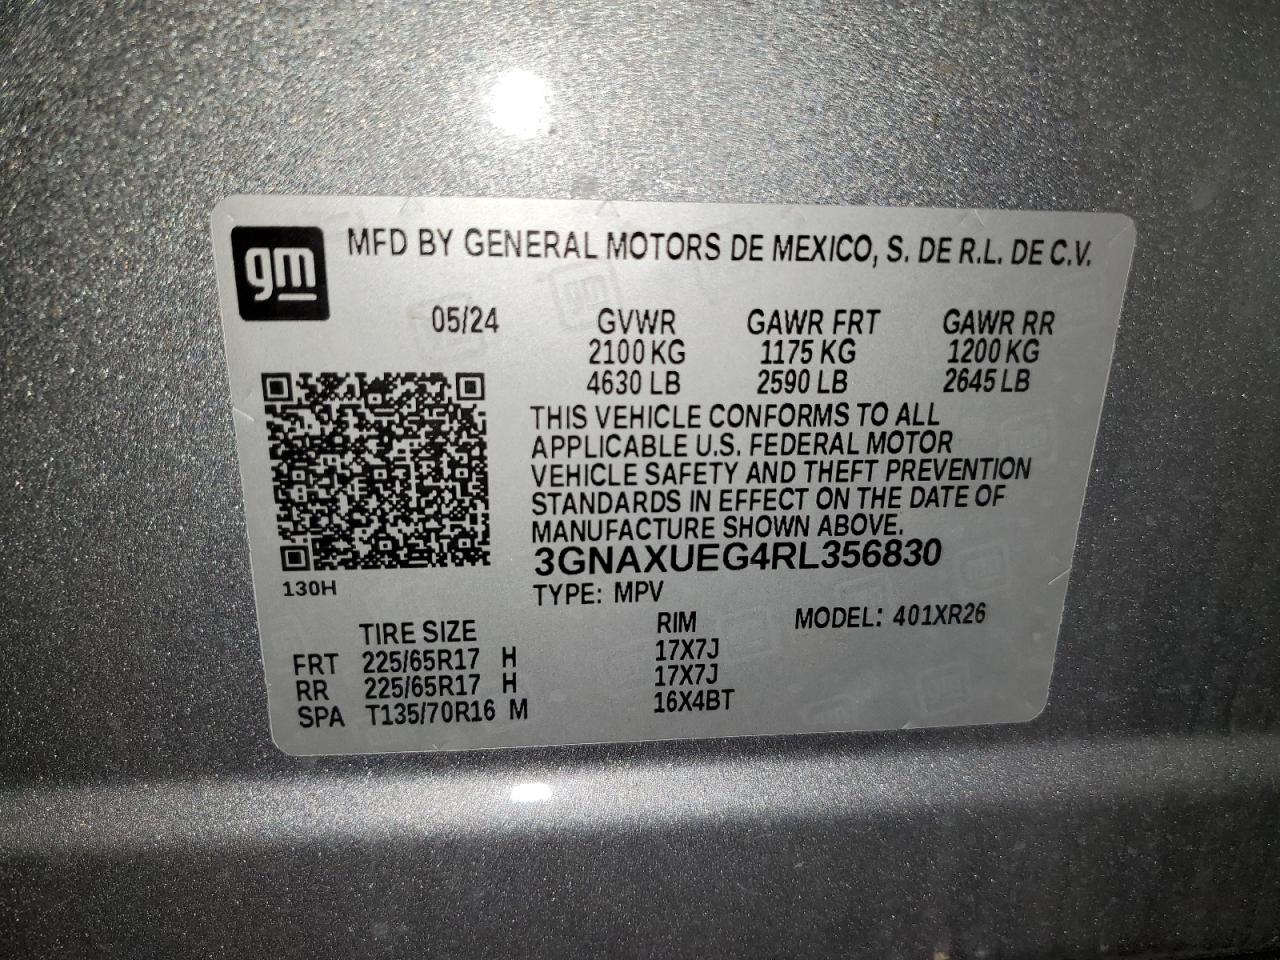 gm MFD BY GENERAL MOTORS DE MEXICO, S. DE R.L. DE C.V.
05/24 GVWR GAWR FRT GAWR RR
2100 KG 1175 KG 1200 KG
4630 LB 2590 LB 2645 LB
THIS VEHICLE CONFORMS TO ALL
APPLICABLE U.S. FEDERAL MOTOR
VEHICLE SAFETY AND THEFT PREVENTION
STANDARDS IN EFFECT ON THE DATE OF
MANUFACTURE SHOWN ABOVE.
3GNAXUEG4RL356830
130H TYPE: MPV
TIRE SIZE RIM MODEL: 401XR26
FRT 225/65R17 H 17X7J
RR 225/65R17 H 17X7J
SPA T135/70R16 M 16X4BT